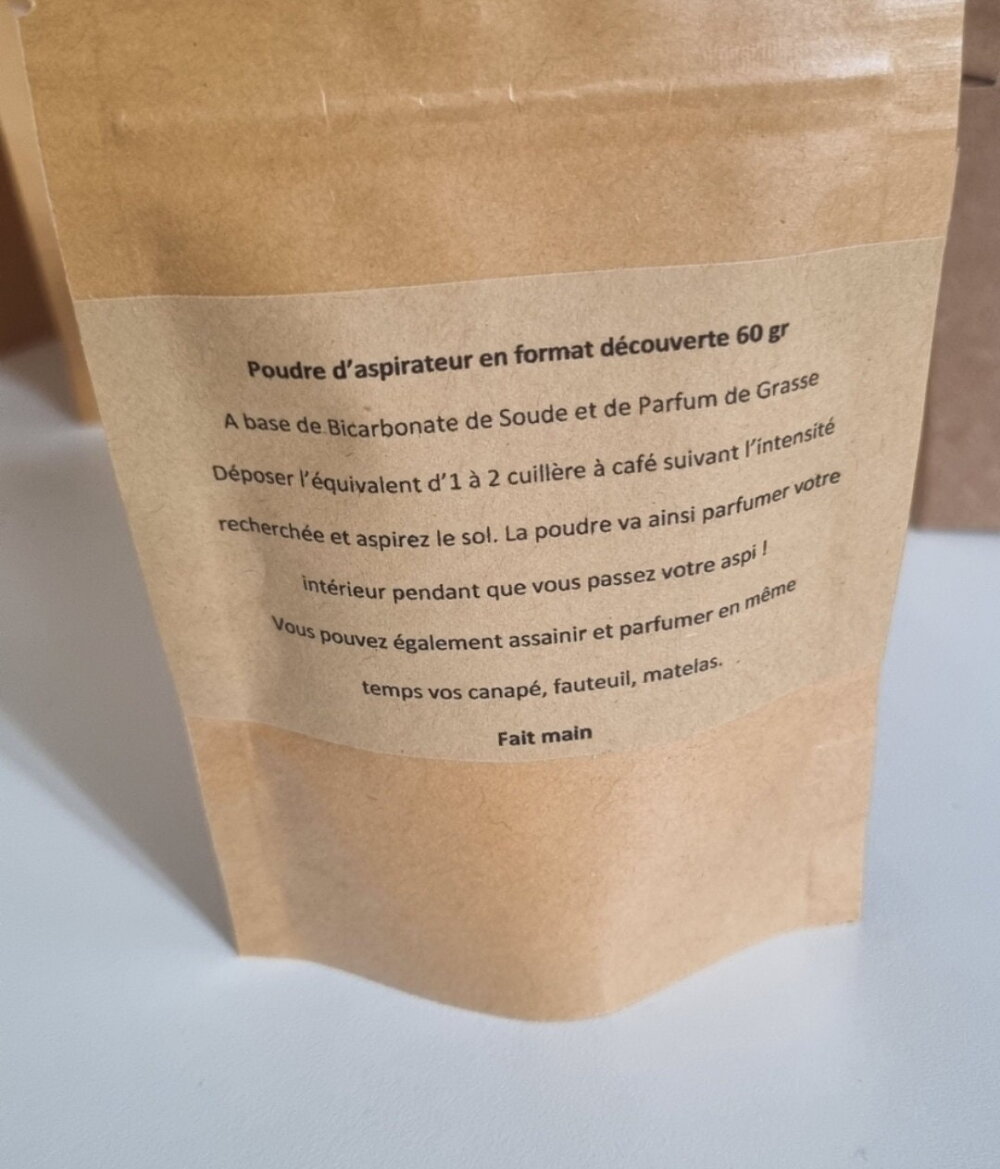 Poudre d'aspirateur en format découverte 60 gr
A base de Bicarbonate de Soude et de Parfum de Grasse
Déposer l'équivalent d'1 à 2 cuillère à café suivant l'intensité
recherchée et aspirez le sol. La poudre va ainsi parfumer votre
intérieur pendant que vous passez votre aspi !
Vous pouvez également assainir et parfumer en même
temps vos canapé, fauteuil, matelas.
Fait main